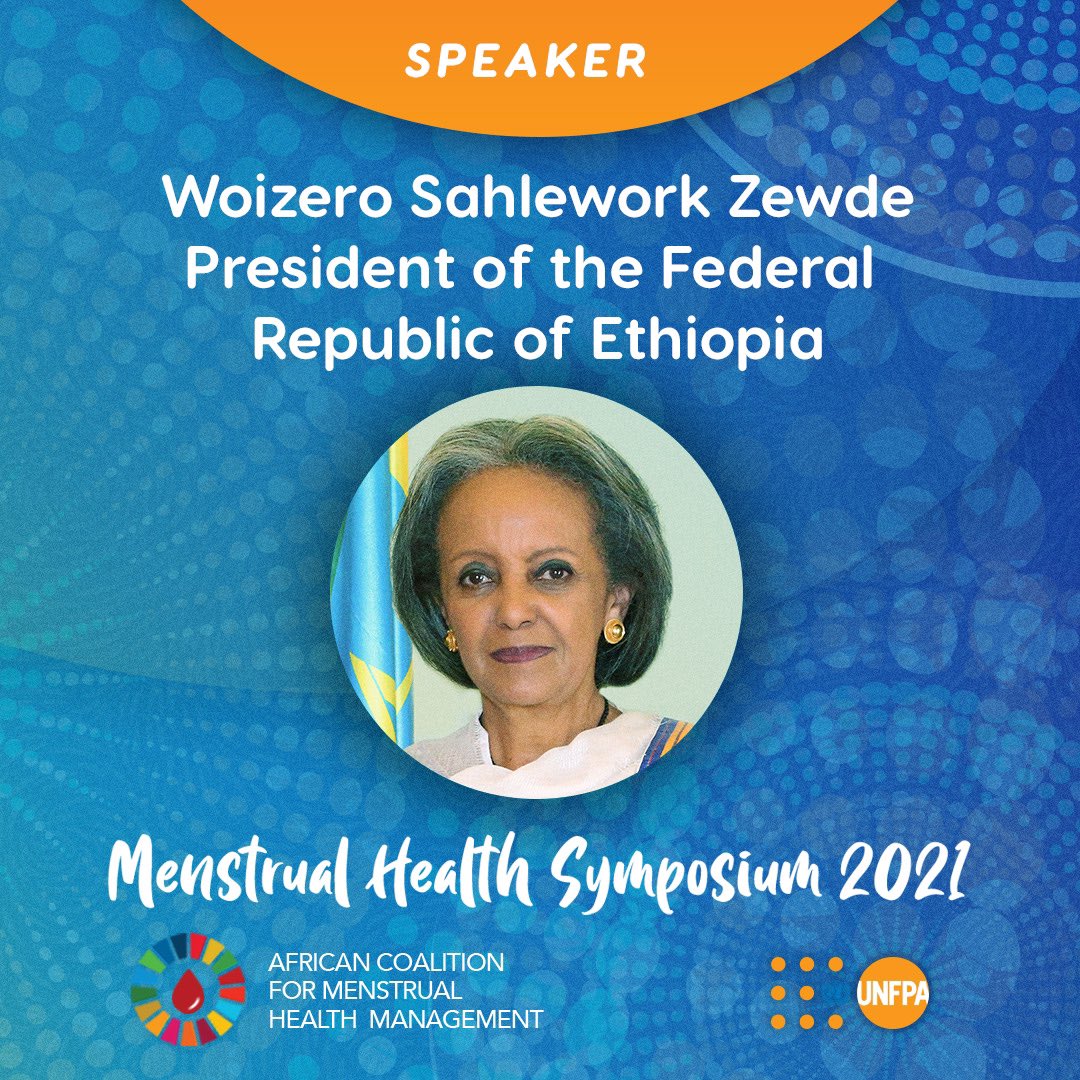 SPEAKER
Woizero Sahlework Zewde
President of the Federal
Republic of Ethiopia
Menstrual Health Symposium 2021
AFRICAN COALITION
FOR MENSTRUAL
HEALTH MANAGEMENT
UNFPA